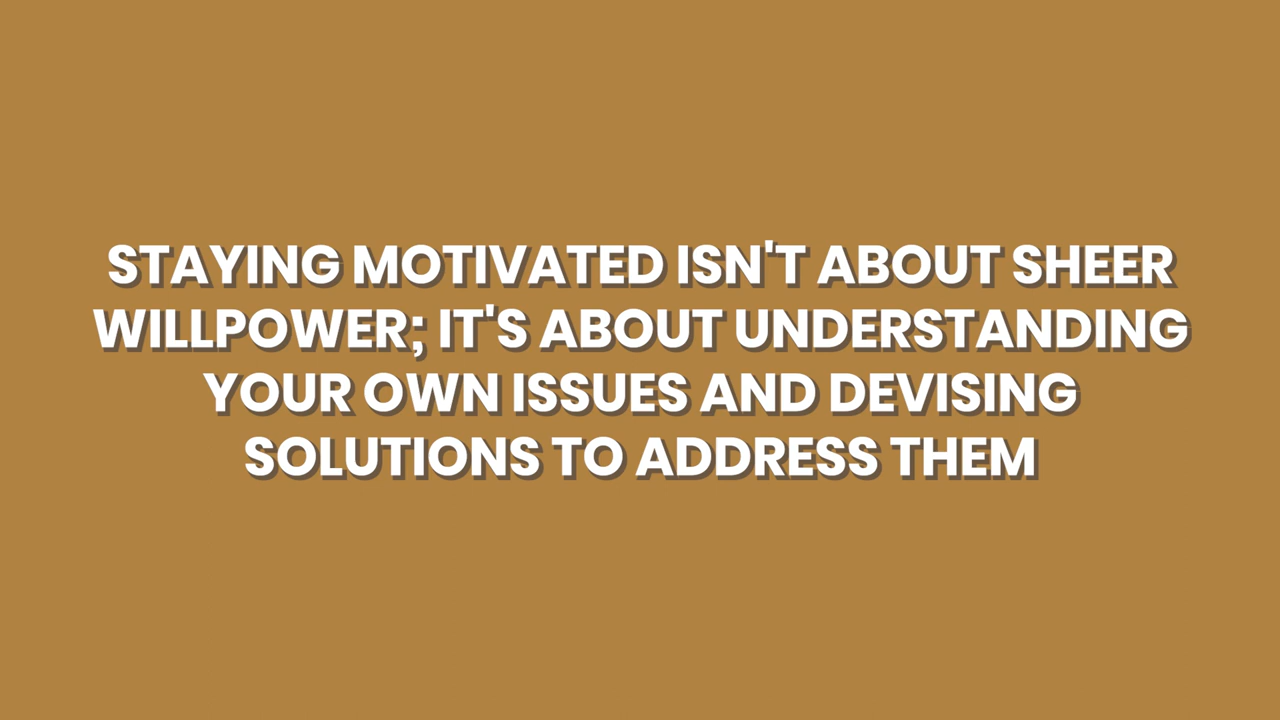 STAYING MOTIVATED ISN'T ABOUT SHEER
WILLPOWER; IT'S ABOUT UNDERSTANDING
YOUR OWN ISSUES AND DEVISING
SOLUTIONS TO ADDRESS THEM